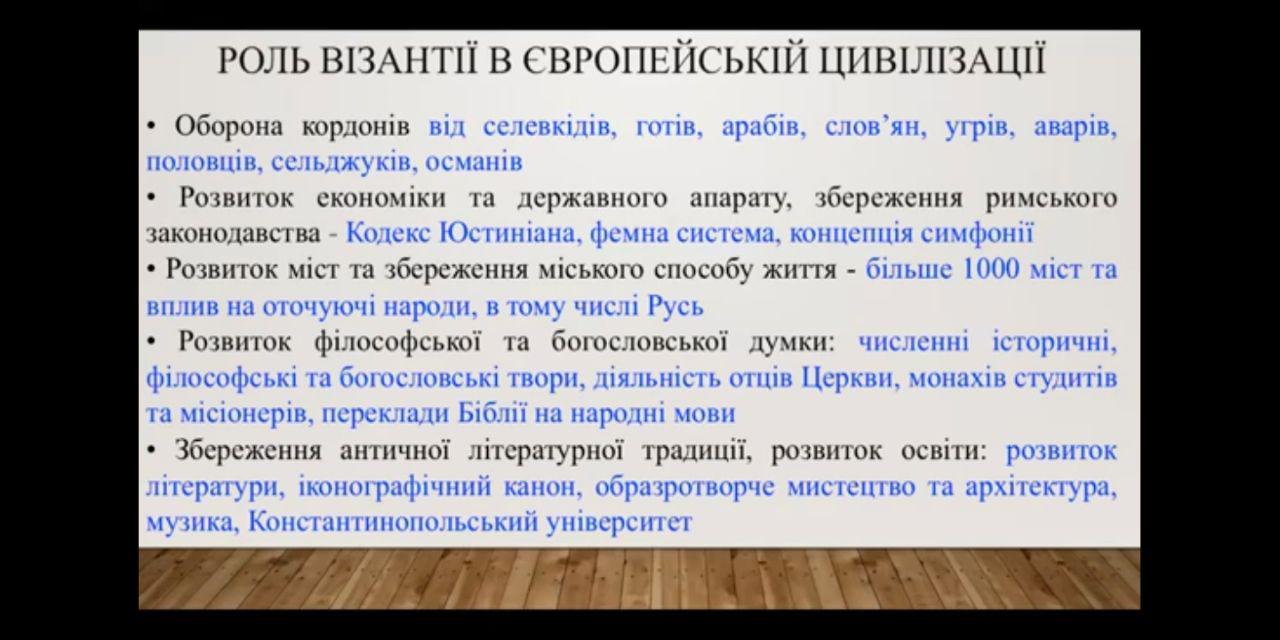 РОЛЬ ВІЗАНТІЇ В ЄВРОПЕЙСЬКІЙ ЦИВІЛІЗАЦІЇ
• Оборона кордонів від селевкідів, готів, арабів, слов’ян, угрів, аварів,
половців, сельджуків, османів
• Розвиток економіки та державного апарату, збереження римського
законодавства - Кодекс Юстиніана, фемна система, концепція симфонії
• Розвиток міст та збереження міського способу життя - більше 1000 міст та
вплив на оточуючі народи, в тому числі Русь
• Розвиток філософської та богословської думки: численні історичні,
філософські та богословські твори, діяльність отців Церкви, монахів студитів
та місіонерів, переклади Біблії на народні мови
• Збереження античної літературної традиції, розвиток освіти: розвиток
літератури, іконографічний канон, образротворче мистецтво та архітектура,
музика, Константинопольський університет